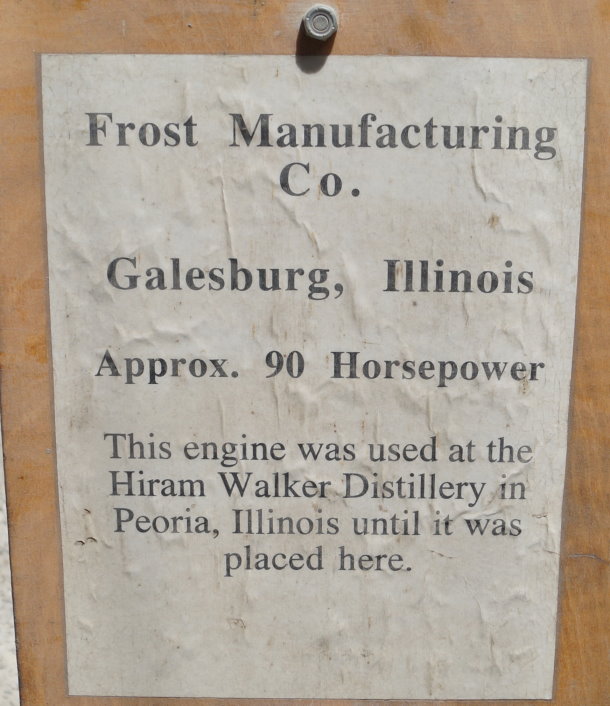 Frost Manufacturing
Co.
Galesburg, Illinois
Approx. 90 Horsepower
This engine was used at the
Hiram Walker Distillery in
Peoria, Illinois until it was
placed here.